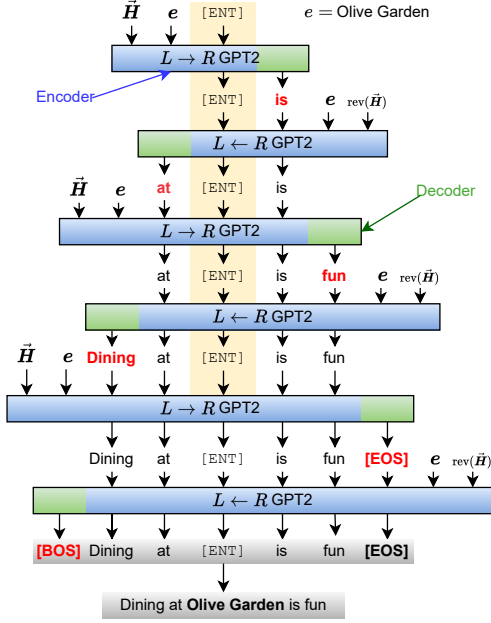 H⃗ e [ENT] e = Olive Garden
L → R GPT2
Encoder
[ENT] is e rev(H⃗)
L ← R GPT2
at [ENT] is
H⃗ e
Decoder
L → R GPT2
at [ENT] is fun e rev(H⃗)
L ← R GPT2
Dining at [ENT] is fun
H⃗ e
L → R GPT2
Dining at [ENT] is fun [EOS] e rev(H⃗)
L ← R GPT2
[BOS] Dining at [ENT] is fun [EOS]
Dining at Olive Garden is fun